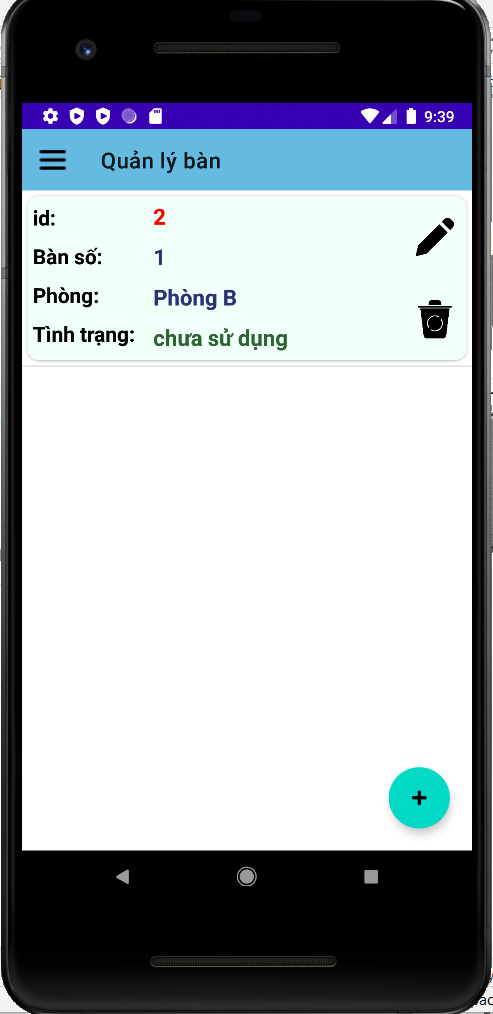 9:39
Quản lý bàn
id: 2
Bàn số: 1
Phòng: Phòng B
Tình trạng: chưa sử dụng
+